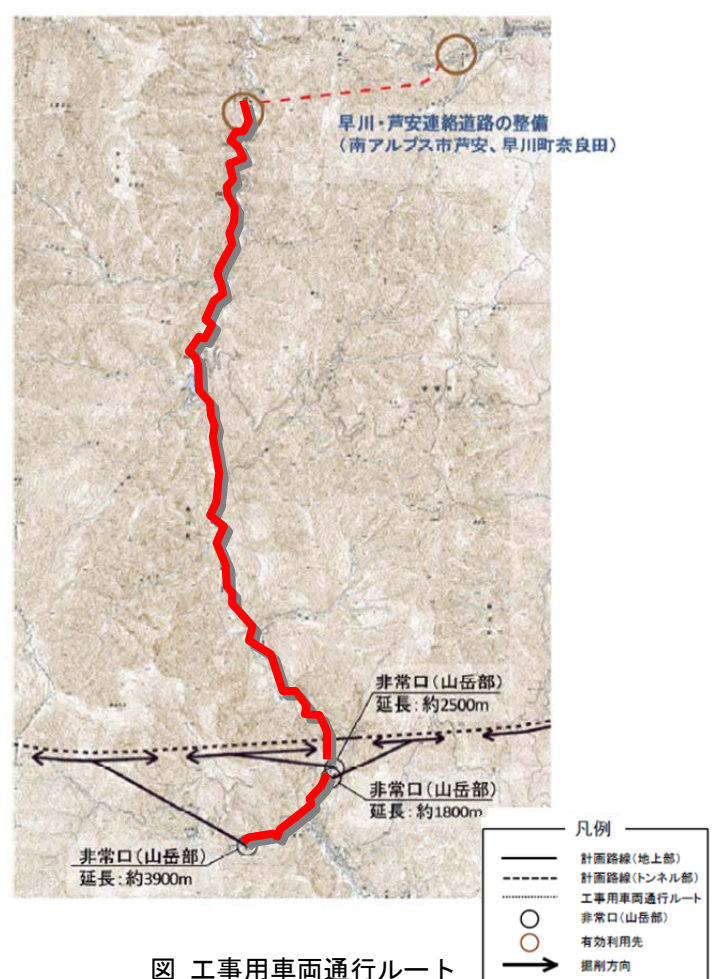 早川・芦安連絡道路の整備
（南アルプス市芦安、早川町奈良田）
非常口（山岳部）
延長：約2500m
非常口（山岳部）
延長：約1800m
非常口（山岳部）
延長：約3900m
凡例
計画路線（地上部）
計画路線（トンネル部）
工事用車両通行ルート
非常口（山岳部）
有効利用先
掘削方向
図 工事用車両通行ルート